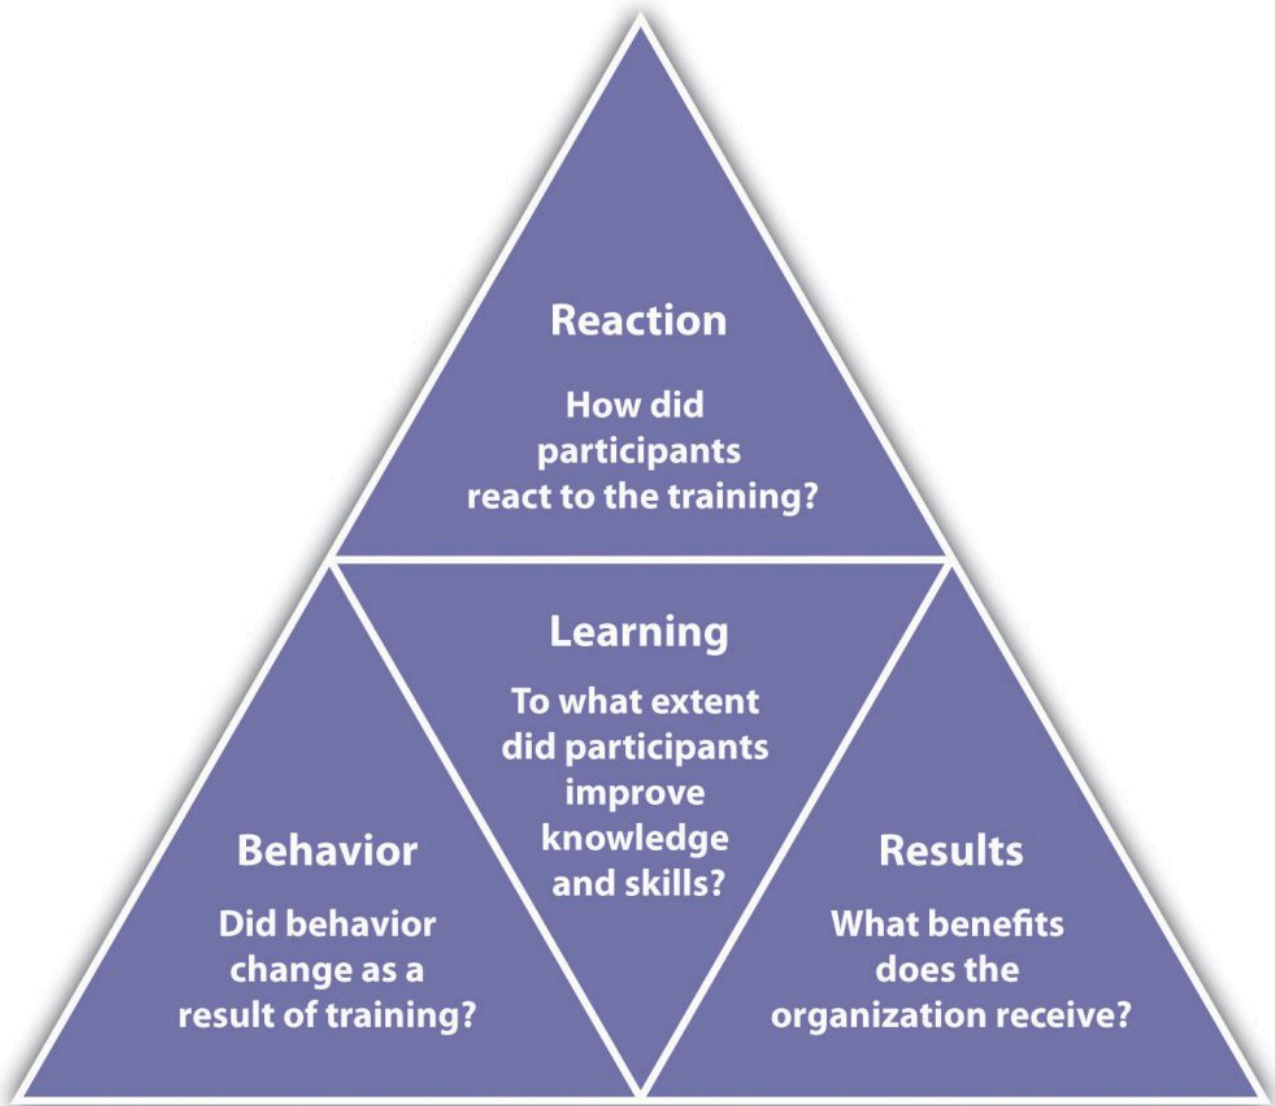 Reaction
How did
participants
react to the training?
Learning
To what extent
did participants
improve
knowledge
and skills?
Behavior
Did behavior
change as a
result of training?
Results
What benefits
does the
organization receive?